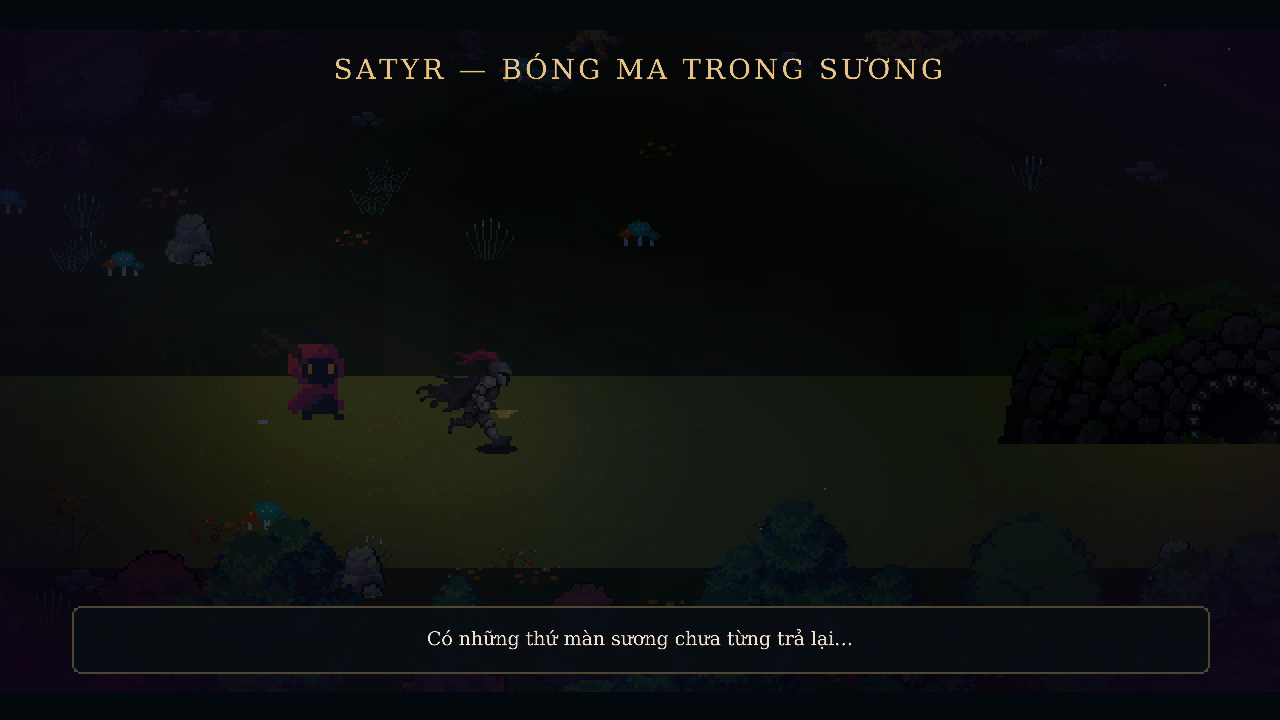 SATYR — BÓNG MA TRONG SƯƠNG
Có những thứ màn sương chưa từng trả lại...